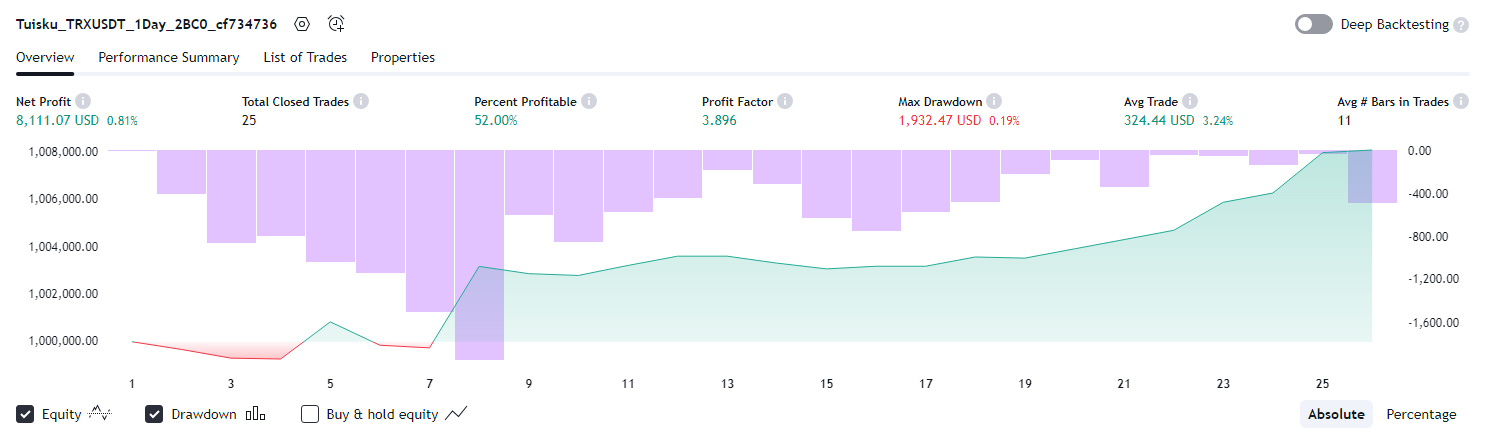 Tuisku_TRXUSDT_1Day_2BC0_cf734736 Deep Backtesting ?
Overview Performance Summary List of Trades Properties
Net Profit i Total Closed Trades i Percent Profitable i Profit Factor i Max Drawdown i Avg Trade i Avg # Bars in Trades i
8,111.07 USD 0.81% 25 52.00% 3.896 1,932.47 USD 0.19% 324.44 USD 3.24% 11
1,008,000.00 0.00
1,006,000.00 -400.00
1,004,000.00 -800.00
1,002,000.00 -1,200.00
1,000,000.00 -1,600.00
1 3 5 7 9 11 13 15 17 19 21 23 25
Equity Drawdown Buy & hold equity Absolute Percentage